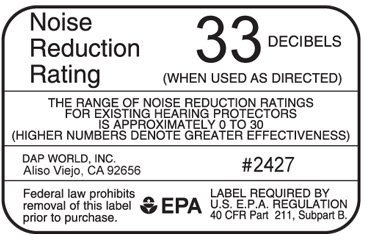 Noise
Reduction
Rating
33 DECIBELS
(WHEN USED AS DIRECTED)
THE RANGE OF NOISE REDUCTION RATINGS
FOR EXISTING HEARING PROTECTORS
IS APPROXIMATELY 0 TO 30
(HIGHER NUMBERS DENOTE GREATER EFFECTIVENESS)
DAP WORLD, INC.
Aliso Viejo, CA 92656
#2427
Federal law prohibits
removal of this label
prior to purchase.
EPA
LABEL REQUIRED BY
U.S. E.P.A. REGULATION
40 CFR Part 211, Subpart B.